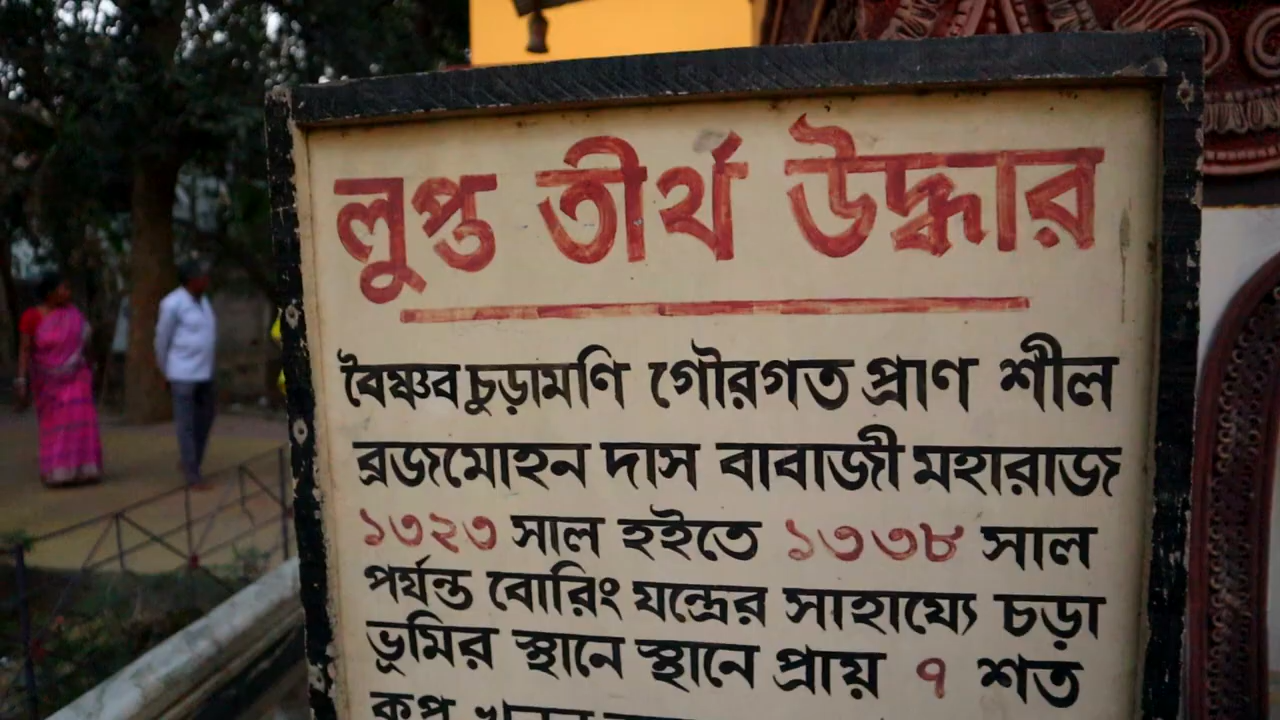 লুপ্ত তীর্থ উদ্ধার
বৈষ্ণব চুড়ামণি গৌরগত প্রাণ শীল
ব্রজমোহন দাস বাবাজী মহারাজ
১৩২৩ সাল হইতে ১৩৩৮ সাল
পর্যন্ত বোরিং যন্ত্রের সাহায্যে চড়া
ভূমির স্থানে স্থানে প্রায় ৭ শত
কূপ